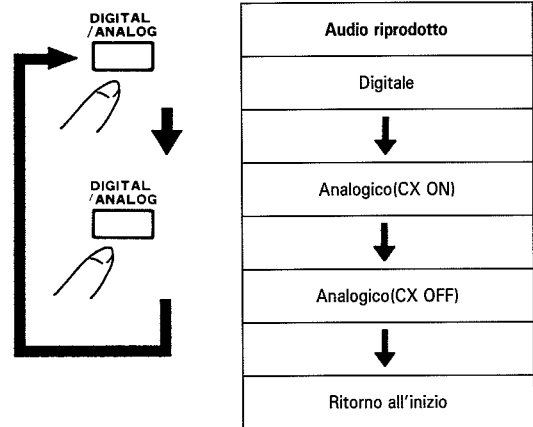 DIGITAL
/ANALOG
DIGITAL
/ANALOG
Audio riprodotto
Digitale
Analogico(CX ON)
Analogico(CX OFF)
Ritorno all'inizio